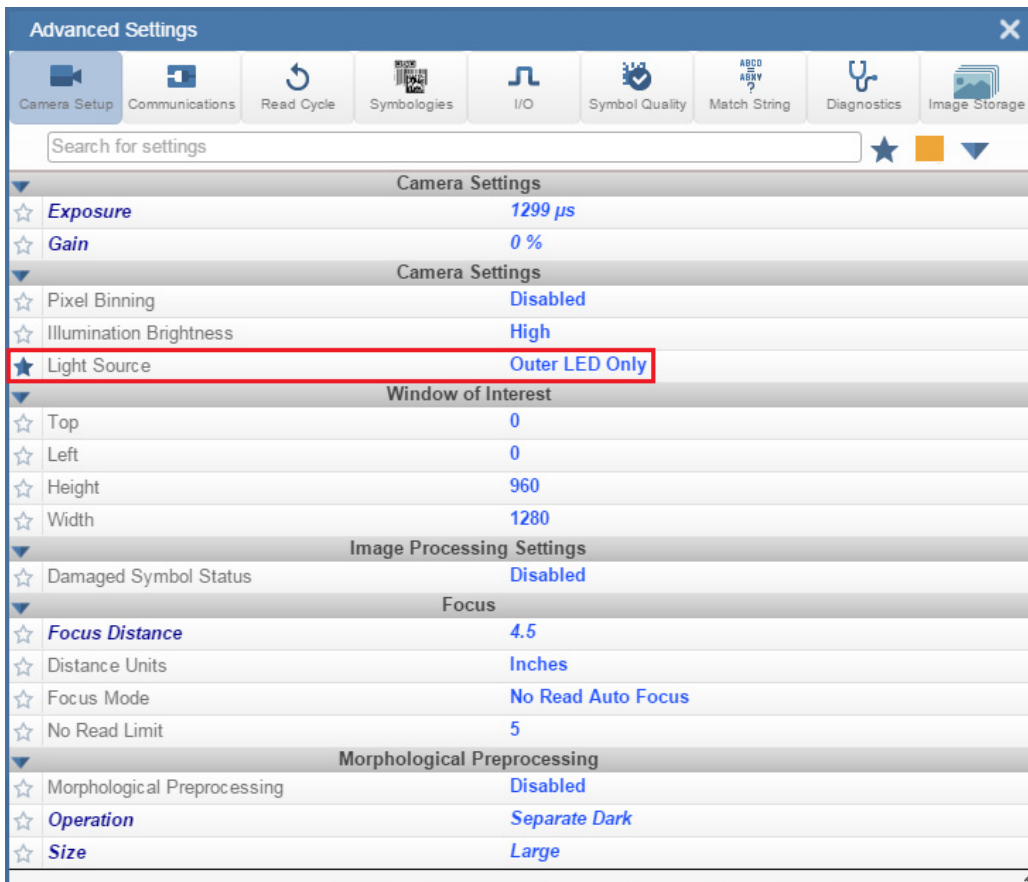 Advanced Settings
Camera Setup Communications Read Cycle Symbologies I/O Symbol Quality ABCD ABXY ? Match String Diagnostics Image Storage
Search for settings
Camera Settings
Exposure 1299 µs
Gain 0 %
Camera Settings
Pixel Binning Disabled
Illumination Brightness High
Light Source Outer LED Only
Window of Interest
Top 0
Left 0
Height 960
Width 1280
Image Processing Settings
Damaged Symbol Status Disabled
Focus
Focus Distance 4.5
Distance Units Inches
Focus Mode No Read Auto Focus
No Read Limit 5
Morphological Preprocessing
Morphological Preprocessing Disabled
Operation Separate Dark
Size Large